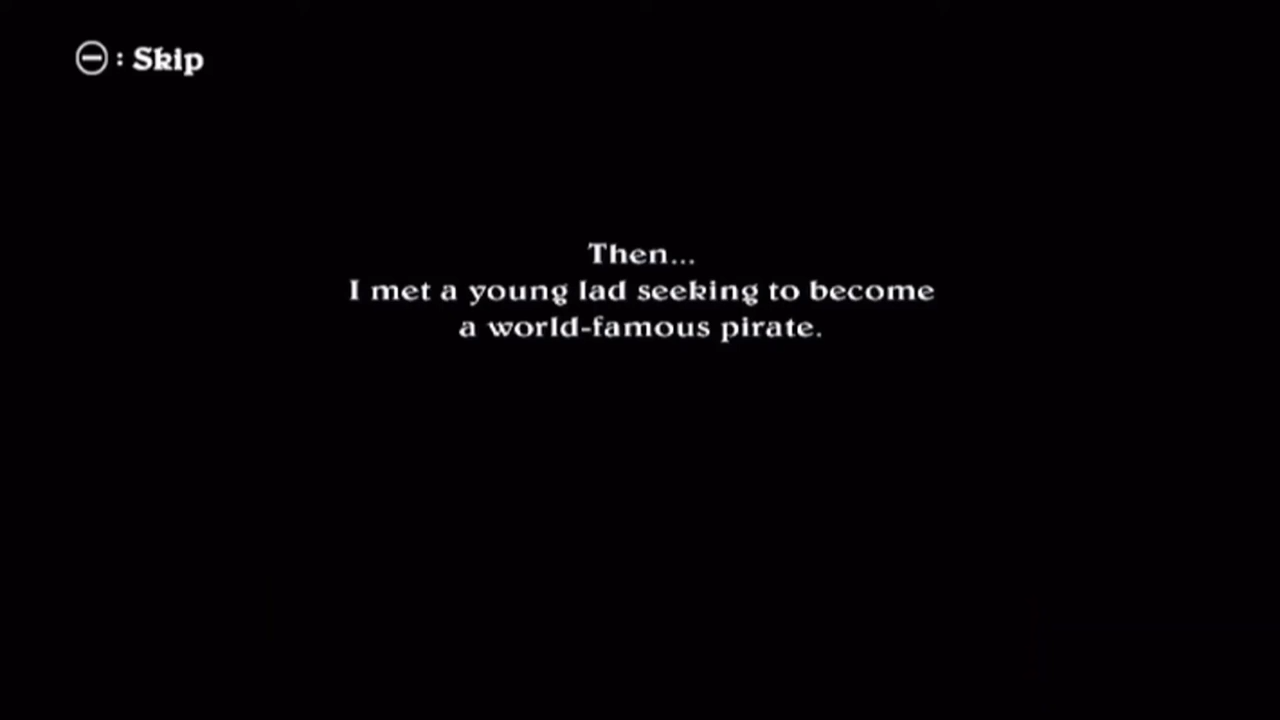 ⊖ : Skip
Then...
I met a young lad seeking to become
a world-famous pirate.